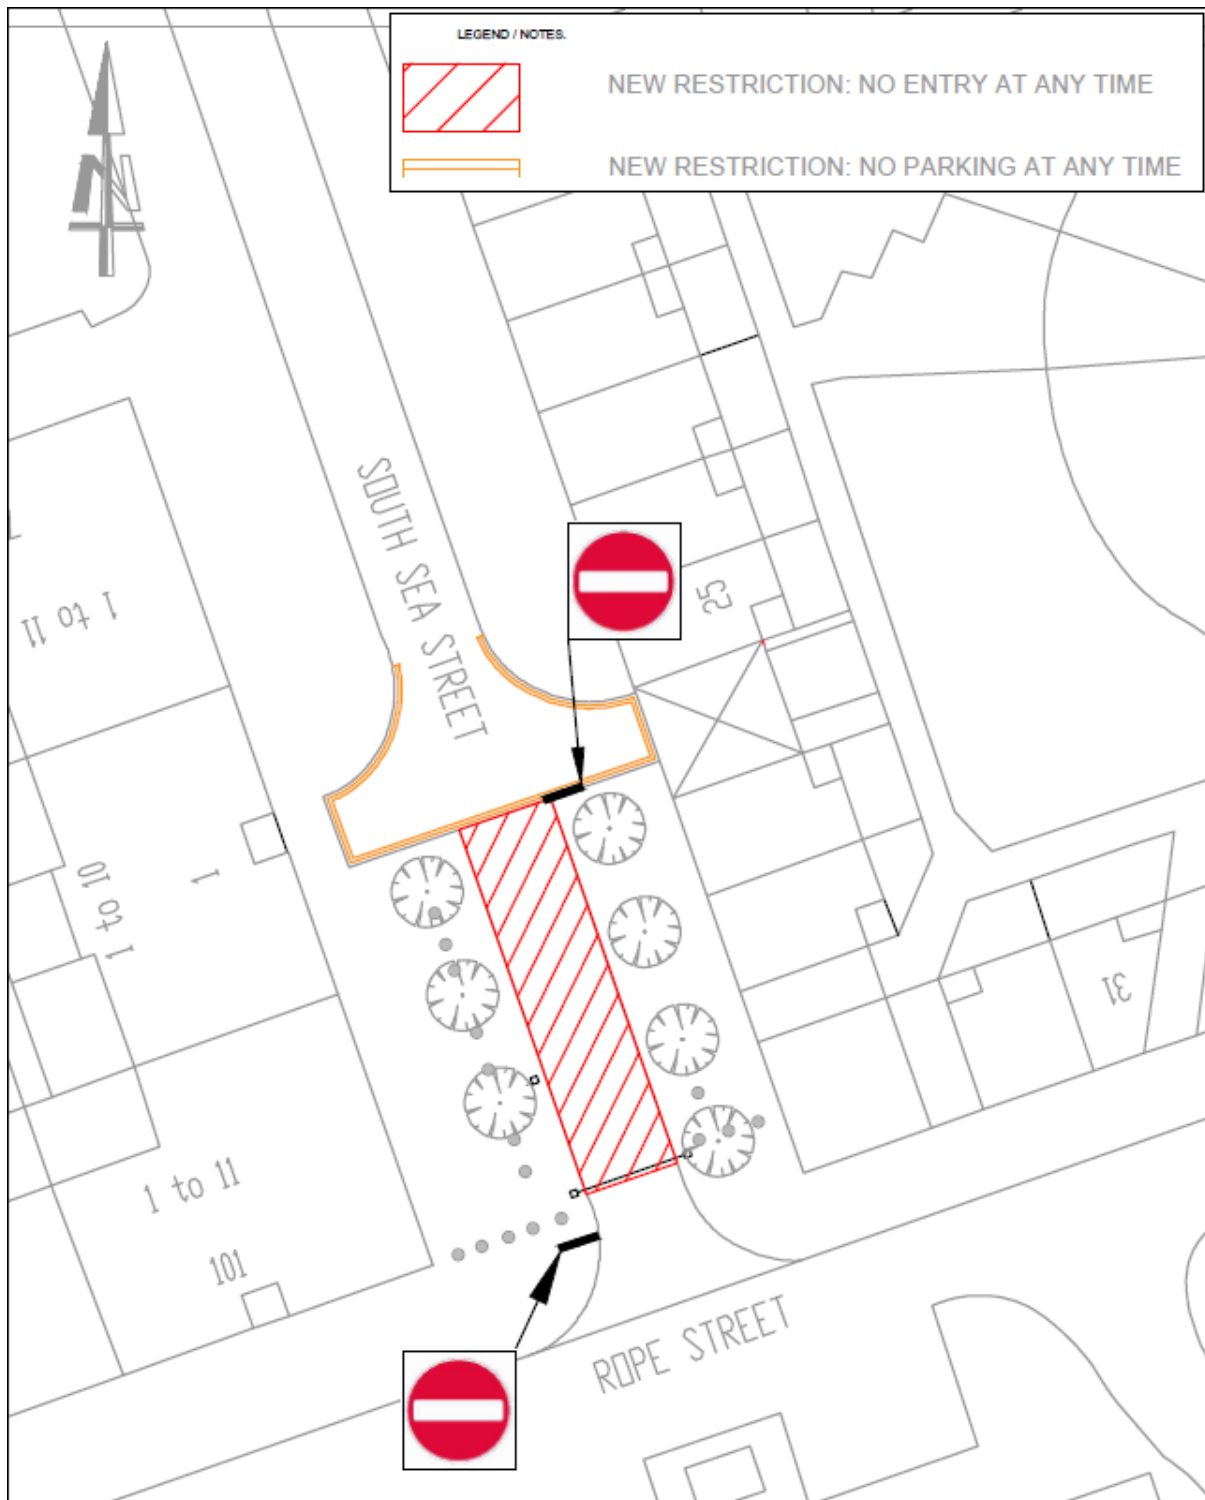 LEGEND / NOTES.
NEW RESTRICTION: NO ENTRY AT ANY TIME
NEW RESTRICTION: NO PARKING AT ANY TIME
N
SOUTH SEA STREET
25
1 to 11
1
1 to 10
31
1 to 11
101
ROPE STREET